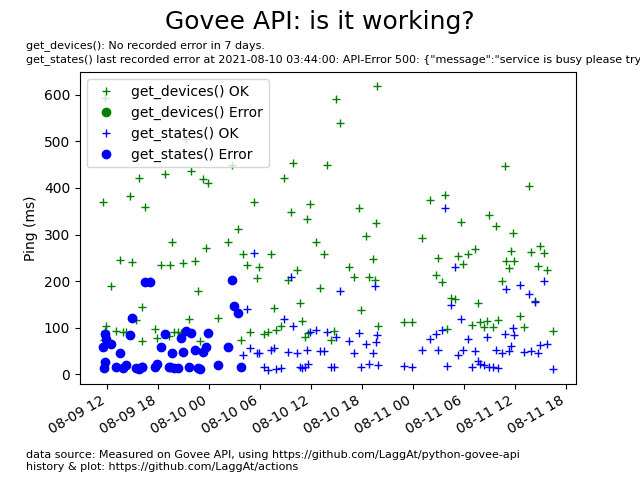 Govee API: is it working?
get_devices(): No recorded error in 7 days.
get_states() last recorded error at 2021-08-10 03:44:00: API-Error 500: {"message":"service is busy please try
get_devices() OK
get_devices() Error
get_states() OK
get_states() Error
Ping (ms)
600
500
400
300
200
100
0
08-09 12
08-09 18
08-10 00
08-10 06
08-10 12
08-10 18
08-11 00
08-11 06
08-11 12
08-11 18
data source: Measured on Govee API, using https://github.com/LaggAt/python-govee-api
history & plot: https://github.com/LaggAt/actions